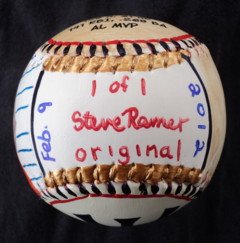 AL MVP
1 of 1
Steve Ramer
original
Feb. 9
2012